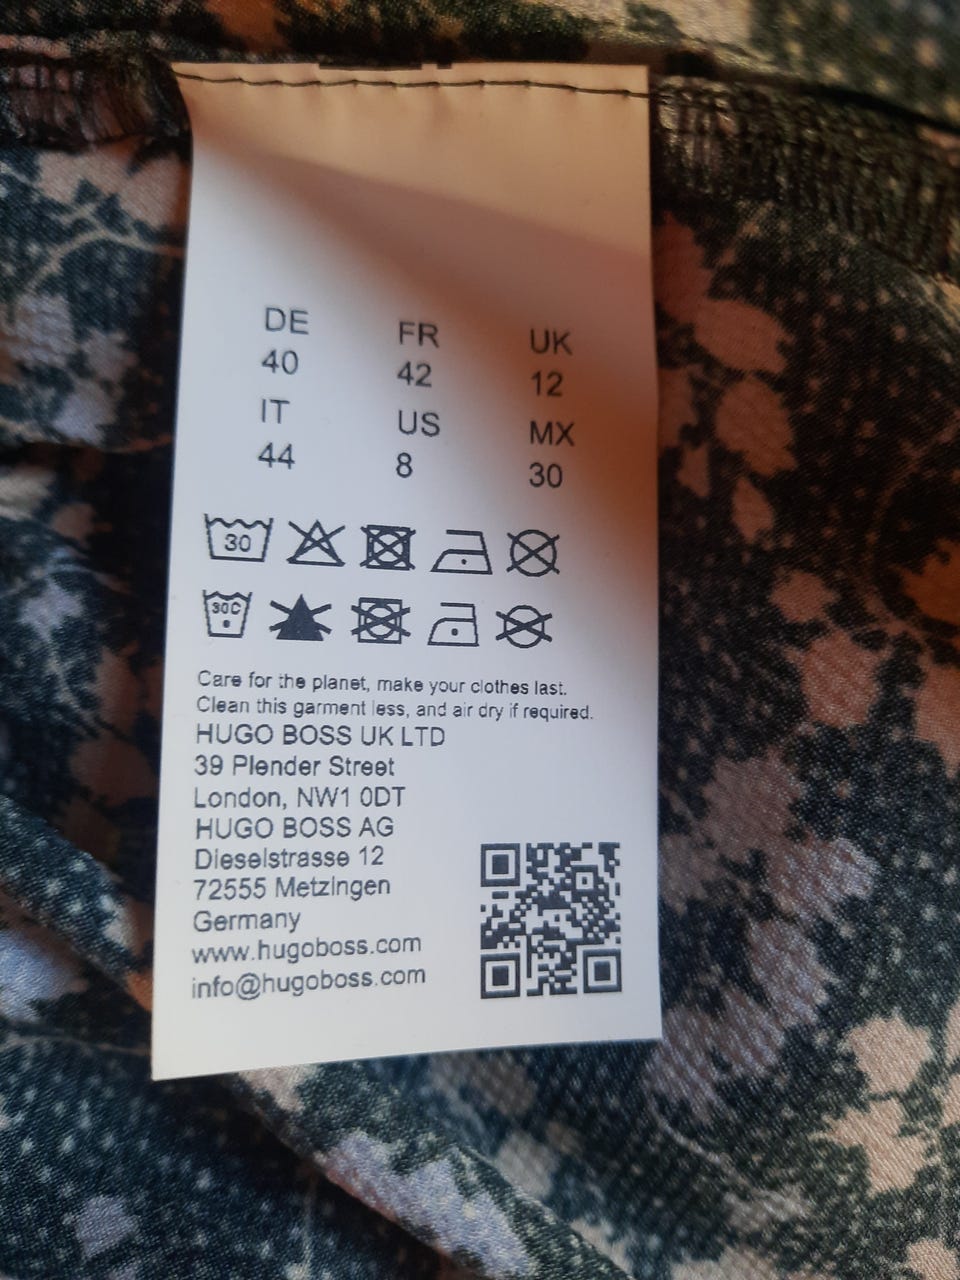 DE FR UK
40 42 12
IT US MX
44 8 30
30
30C
Care for the planet, make your clothes last.
Clean this garment less, and air dry if required.
HUGO BOSS UK LTD
39 Plender Street
London, NW1 0DT
HUGO BOSS AG
Dieselstrasse 12
72555 Metzingen
Germany
www.hugoboss.com
info@hugoboss.com